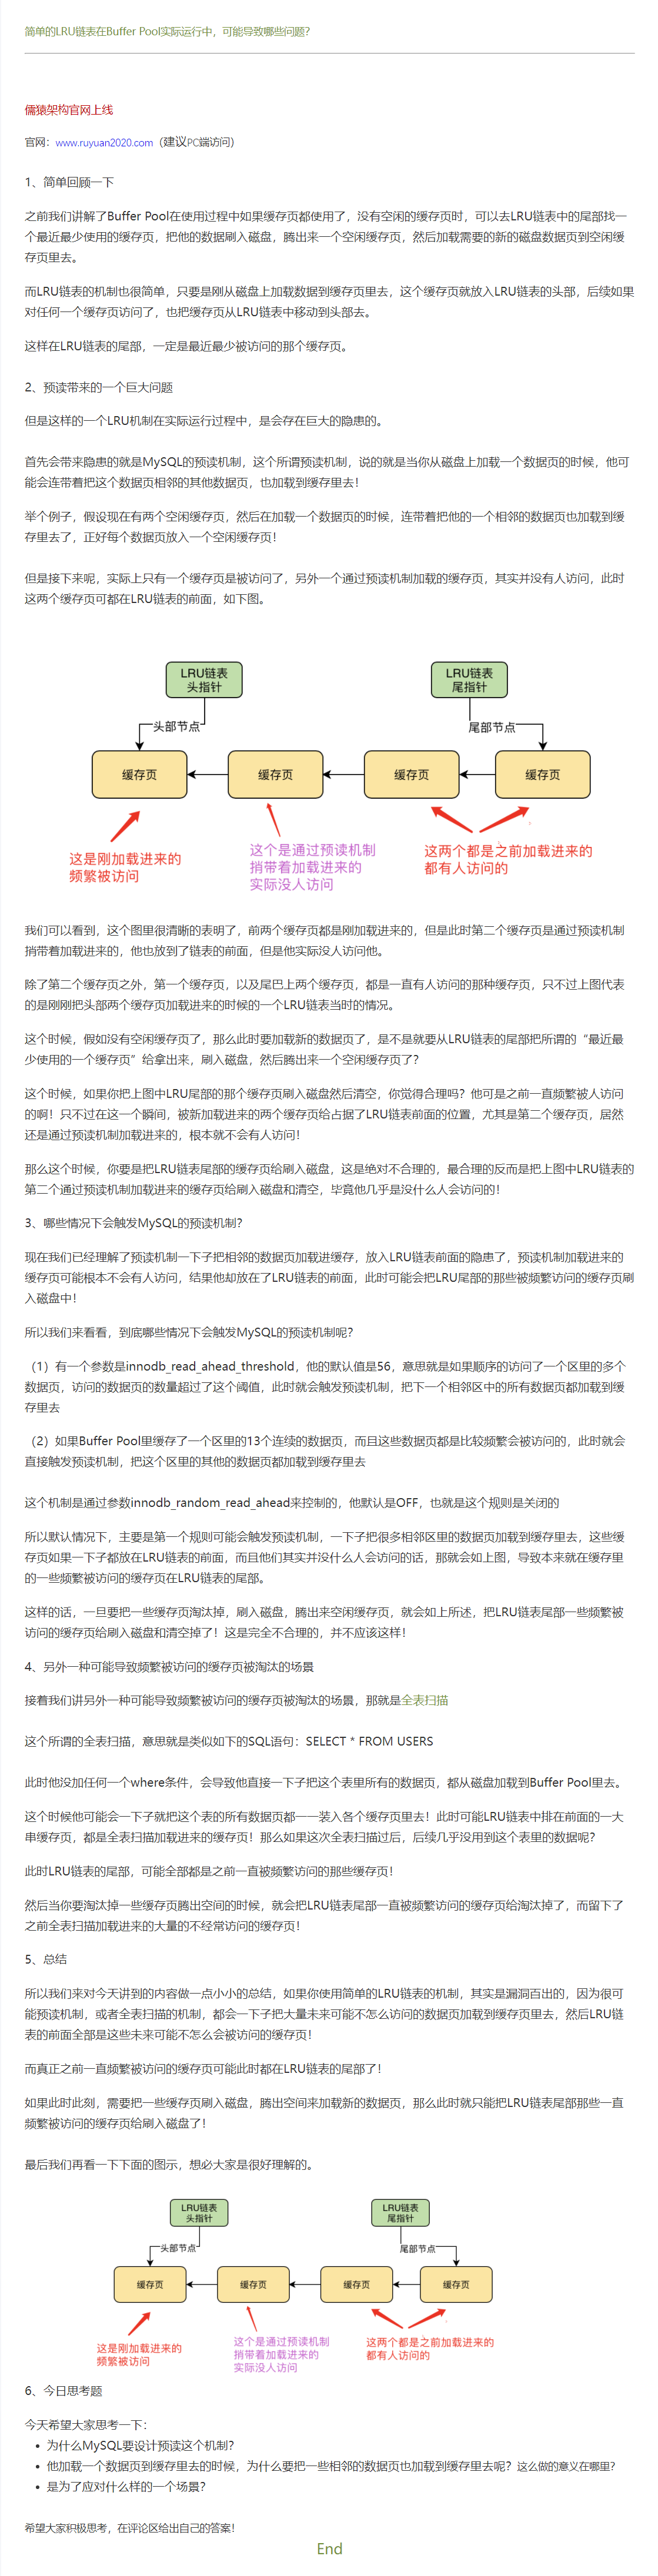 简单的LRU链表在Buffer Pool实际运行中，可能导致哪些问题？
儒猿架构官网上线
官网：www.ruyuan2020.com（建议PC端访问）
1、简单回顾一下
之前我们讲解了Buffer Pool在使用过程中如果缓存页都使用了，没有空闲的缓存页时，可以去LRU链表中的尾部找一
个最近最少使用的缓存页，把他的数据刷入磁盘，腾出来一个空闲缓存页，然后加载需要的新的磁盘数据页到空闲缓
存页里去。
而LRU链表的机制也很简单，只要是刚从磁盘上加载数据到缓存页里去，这个缓存页就放入LRU链表的头部，后续如果
对任何一个缓存页访问了，也把缓存页从LRU链表中移动到头部去。
这样在LRU链表的尾部，一定是最近最少被访问的那个缓存页。
2、预读带来的一个巨大问题
但是这样的一个LRU机制在实际运行过程中，是会存在巨大的隐患的。
首先会带来隐患的就是MySQL的预读机制，这个所谓预读机制，说的就是当你从磁盘上加载一个数据页的时候，他可
能会连带着把这个数据页相邻的其他数据页，也加载到缓存里去！
举个例子，假设现在有两个空闲缓存页，然后在加载一个数据页的时候，连带着把他的一个相邻的数据页也加载到缓
存里去了，正好每个数据页放入一个空闲缓存页！
但是接下来呢，实际上只有一个缓存页是被访问了，另外一个通过预读机制加载的缓存页，其实并没有人访问，此时
这两个缓存页可都在LRU链表的前面，如下图。
LRU链表
头指针
LRU链表
尾指针
头部节点
尾部节点
缓存页
缓存页
缓存页
缓存页
这是刚加载进来的
频繁被访问
这个是通过预读机制
捎带着加载进来的
实际没人访问
这两个都是之前加载进来的
都有人访问的
我们可以看到，这个图里很清晰的表明了，前两个缓存页都是刚加载进来的，但是此时第二个缓存页是通过预读机制
捎带着加载进来的，他也放到了链表的前面，但是他实际没人访问他。
除了第二个缓存页之外，第一个缓存页，以及尾巴上两个缓存页，都是一直有人访问的那种缓存页，只不过上图代表
的是刚刚把头部两个缓存页加载进来的时候的一个LRU链表当时的情况。
这个时候，假如没有空闲缓存页了，那么此时要加载新的数据页了，是不是就要从LRU链表的尾部把所谓的“最近最
少使用的一个缓存页”给拿出来，刷入磁盘，然后腾出来一个空闲缓存页了？
这个时候，如果你把上图中LRU尾部的那个缓存页刷入磁盘然后清空，你觉得合理吗？他可是之前一直频繁被人访问
的啊！只不过在这一个瞬间，被新加载进来的两个缓存页给占据了LRU链表前面的位置，尤其是第二个缓存页，居然
还是通过预读机制加载进来的，根本就不会有人访问！
那么这个时候，你要是把LRU链表尾部的缓存页给刷入磁盘，这是绝对不合理的，最合理的反而是把上图中LRU链表的
第二个通过预读机制加载进来的缓存页给刷入磁盘和清空，毕竟他几乎是没什么人会访问的！
3、哪些情况下会触发MySQL的预读机制？
现在我们已经理解了预读机制一下子把相邻的数据页加载进缓存，放入LRU链表前面的隐患了，预读机制加载进来的
缓存页可能根本不会有人访问，结果他却放在了LRU链表的前面，此时可能会把LRU尾部的那些被频繁访问的缓存页刷
入磁盘中！
所以我们来看看，到底哪些情况下会触发MySQL的预读机制呢？
（1）有一个参数是innodb_read_ahead_threshold，他的默认值是56，意思就是如果顺序的访问了一个区里的多个
数据页，访问的数据页的数量超过了这个阈值，此时就会触发预读机制，把下一个相邻区中的所有数据页都加载到缓
存里去
（2）如果Buffer Pool里缓存了一个区里的13个连续的数据页，而且这些数据页都是比较频繁会被访问的，此时就会
直接触发预读机制，把这个区里的其他的数据页都加载到缓存里去
这个机制是通过参数innodb_random_read_ahead来控制的，他默认是OFF，也就是这个规则是关闭的
所以默认情况下，主要是第一个规则可能会触发预读机制，一下子把很多相邻区里的数据页加载到缓存里去，这些缓
存页如果一下子都放在LRU链表的前面，而且他们其实并没什么人会访问的话，那就会如上图，导致本来就在缓存里
的一些频繁被访问的缓存页在LRU链表的尾部。
这样的话，一旦要把一些缓存页淘汰掉，刷入磁盘，腾出来空闲缓存页，就会如上所述，把LRU链表尾部一些频繁被
访问的缓存页给刷入磁盘和清空掉了！这是完全不合理的，并不应该这样！
4、另外一种可能导致频繁被访问的缓存页被淘汰的场景
接着我们讲另外一种可能导致频繁被访问的缓存页被淘汰的场景，那就是全表扫描
这个所谓的全表扫描，意思就是类似如下的SQL语句：SELECT * FROM USERS
此时他没加任何一个where条件，会导致他直接一下子把这个表里所有的数据页，都从磁盘加载到Buffer Pool里去。
这个时候他可能会一下子就把这个表的所有数据页都一一装入各个缓存页里去！此时可能LRU链表中排在前面的一大
串缓存页，都是全表扫描加载进来的缓存页！那么如果这次全表扫描过后，后续几乎没用到这个表里的数据呢？
此时LRU链表的尾部，可能全部都是之前一直被频繁访问的那些缓存页！
然后当你要淘汰掉一些缓存页腾出空间的时候，就会把LRU链表尾部一直被频繁访问的缓存页给淘汰掉了，而留下了
之前全表扫描加载进来的大量的不经常访问的缓存页！
5、总结
所以我们来对今天讲到的内容做一点小小的总结，如果你使用简单的LRU链表的机制，其实是漏洞百出的，因为很可
能预读机制，或者全表扫描的机制，都会一下子把大量未来可能不怎么访问的数据页加载到缓存页里去，然后LRU链
表的前面全部是这些未来可能不怎么会被访问的缓存页！
而真正之前一直频繁被访问的缓存页可能此时都在LRU链表的尾部了！
如果此时此刻，需要把一些缓存页刷入磁盘，腾出空间来加载新的数据页，那么此时就只能把LRU链表尾部那些一直
频繁被访问的缓存页给刷入磁盘了！
最后我们再看一下下面的图示，想必大家是很好理解的。
LRU链表
头指针
LRU链表
尾指针
头部节点
尾部节点
缓存页
缓存页
缓存页
缓存页
这是刚加载进来的
频繁被访问
这个是通过预读机制
捎带着加载进来的
实际没人访问
这两个都是之前加载进来的
都有人访问的
6、今日思考题
今天希望大家思考一下：
• 为什么MySQL要设计预读这个机制？
• 他加载一个数据页到缓存里去的时候，为什么要把一些相邻的数据页也加载到缓存里去呢？这么做的意义在哪里？
• 是为了应对什么样的一个场景？
希望大家积极思考，在评论区给出自己的答案！
End